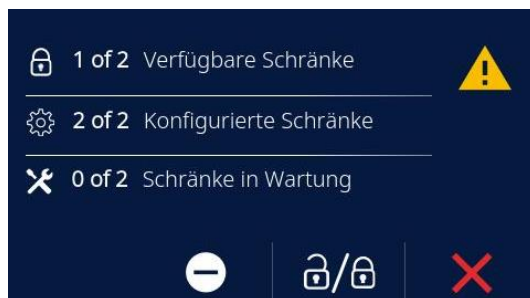 1 of 2 Verfügbare Schränke
2 of 2 Konfigurierte Schränke
0 of 2 Schränke in Wartung